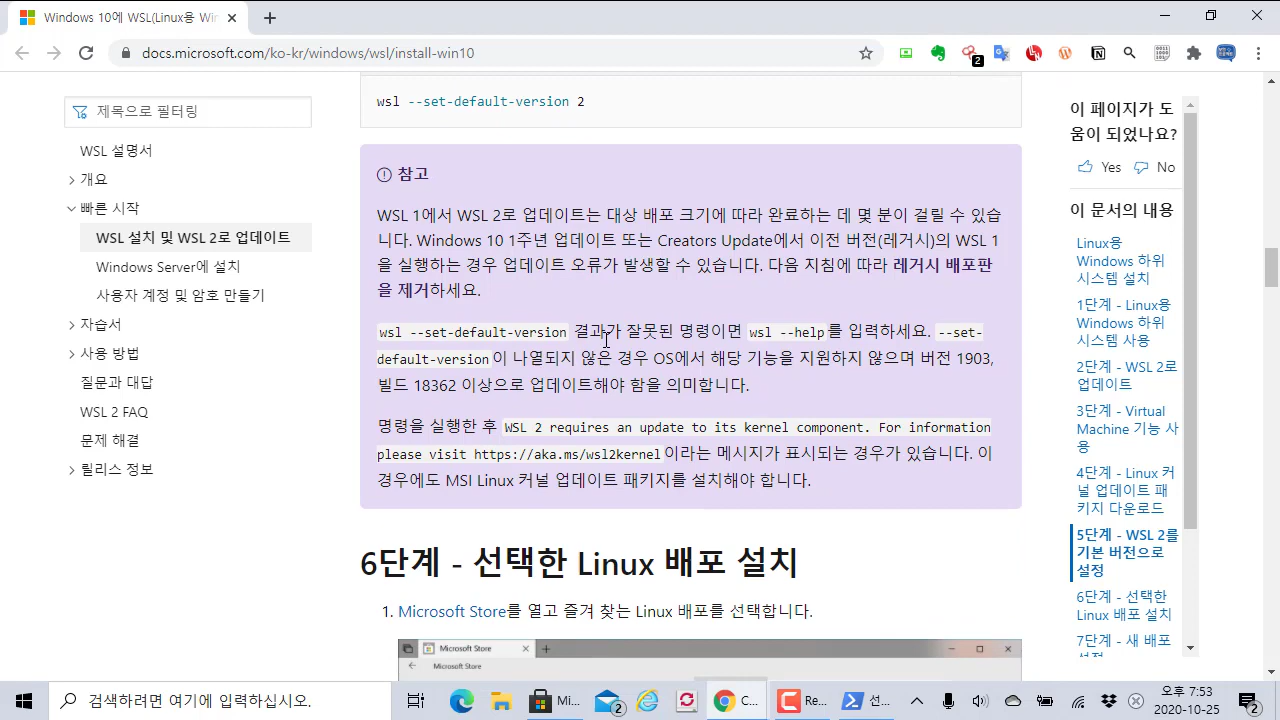 Windows 10에 WSL(Linux용 Win
docs.microsoft.com/ko-kr/windows/wsl/install-win10
2
제목으로 필터링
WSL 설명서
개요
빠른 시작
WSL 설치 및 WSL 2로 업데이트
Windows Server에 설치
사용자 계정 및 암호 만들기
자습서
사용 방법
질문과 대답
WSL 2 FAQ
문제 해결
릴리스 정보
wsl --set-default-version 2
참고
WSL 1에서 WSL 2로 업데이트는 대상 배포 크기에 따라 완료하는 데 몇 분이 걸릴 수 있습
니다. Windows 10 1주년 업데이트 또는 Creators Update에서 이전 버전(레거시)의 WSL 1
을 실행하는 경우 업데이트 오류가 발생할 수 있습니다. 다음 지침에 따라 레거시 배포판
을 제거하세요.
wsl --set-default-version 결과가 잘못된 명령이면 wsl --help를 입력하세요. --set-
default-version이 나열되지 않은 경우 OS에서 해당 기능을 지원하지 않으며 버전 1903,
빌드 18362 이상으로 업데이트해야 함을 의미합니다.
명령을 실행한 후 WSL 2 requires an update to its kernel component. For information
please visit https://aka.ms/wsl2kernel이라는 메시지가 표시되는 경우가 있습니다. 이
경우에도 MSI Linux 커널 업데이트 패키지를 설치해야 합니다.
6단계 - 선택한 Linux 배포 설치
1. Microsoft Store를 열고 즐겨 찾는 Linux 배포를 선택합니다.
Microsoft Store
Microsoft Store
이 페이지가 도
움이 되었나요?
Yes No
이 문서의 내용
Linux용
Windows 하위
시스템 설치
1단계 - Linux용
Windows 하위
시스템 사용
2단계 - WSL 2로
업데이트
3단계 - Virtual
Machine 기능 사
용
4단계 - Linux 커
널 업데이트 패
키지 다운로드
5단계 - WSL 2를
기본 버전으로
설정
6단계 - 선택한
Linux 배포 설치
7단계 - 새 배포
설정
검색하려면 여기에 입력하십시오.
Mi...
2
C...
Re...
선...
오후 7:53
2020-10-25
2